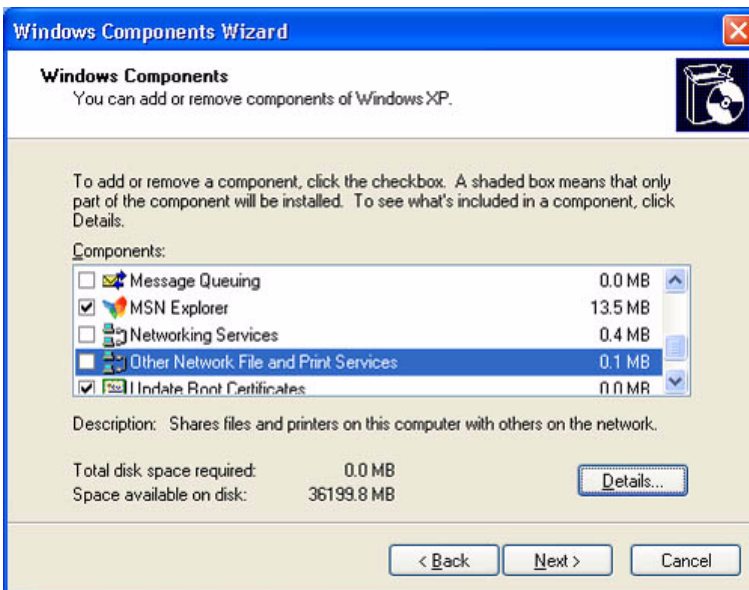 Windows Components Wizard
Windows Components
You can add or remove components of Windows XP.
To add or remove a component, click the checkbox. A shaded box means that only
part of the component will be installed. To see what's included in a component, click
Details.
Components:
Message Queuing 0.0 MB
MSN Explorer 13.5 MB
Networking Services 0.4 MB
Other Network File and Print Services 0.1 MB
Update Root Certificates 0.0 MB
Description: Shares files and printers on this computer with others on the network.
Total disk space required: 0.0 MB
Space available on disk: 36199.8 MB
Details...
< Back Next > Cancel